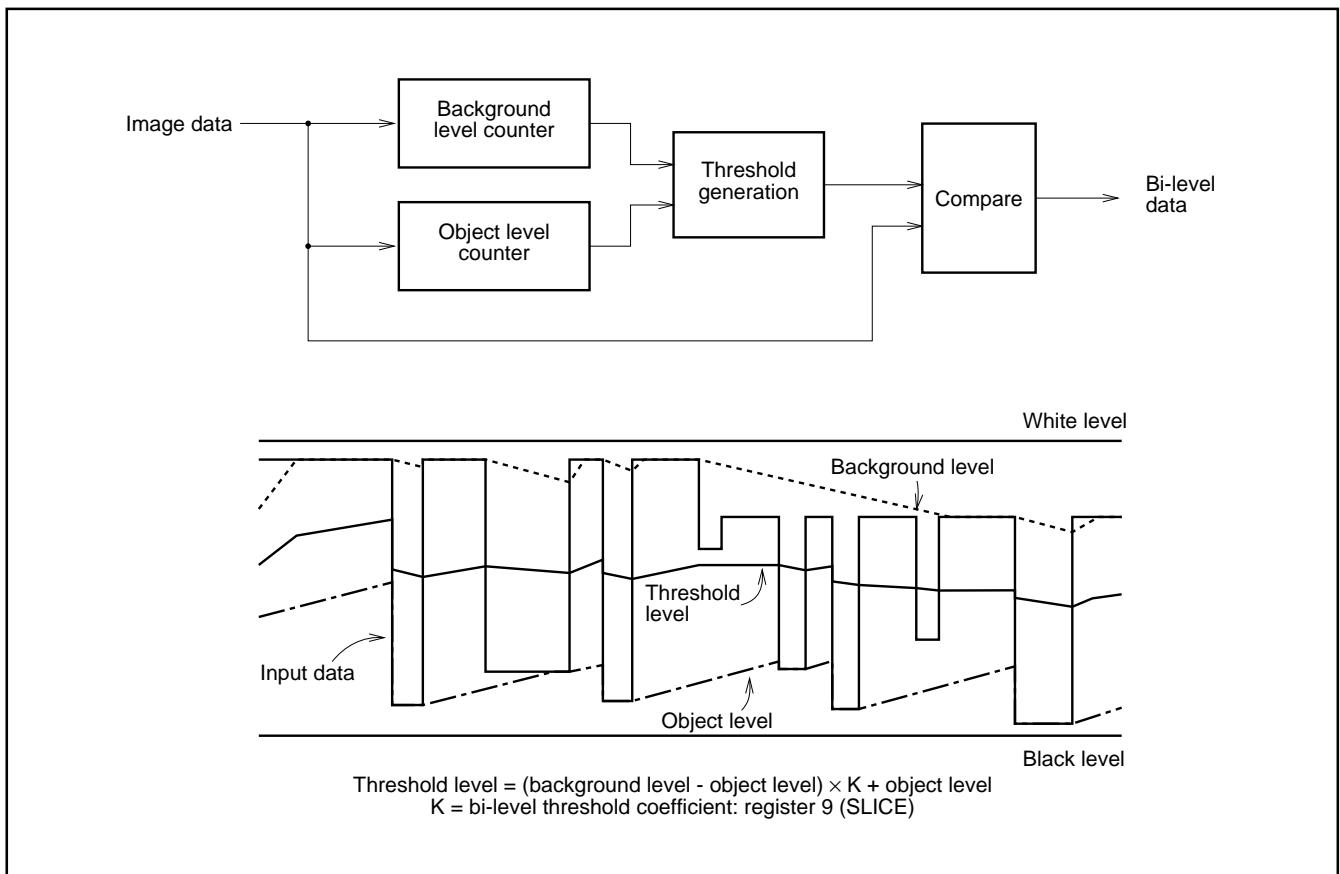 Image data
Background
level counter
Object level
counter
Threshold
generation
Compare
Bi-level
data
White level
Background level
Threshold
level
Input data
Object level
Black level
Threshold level = (background level - object level) × K + object level
K = bi-level threshold coefficient: register 9 (SLICE)